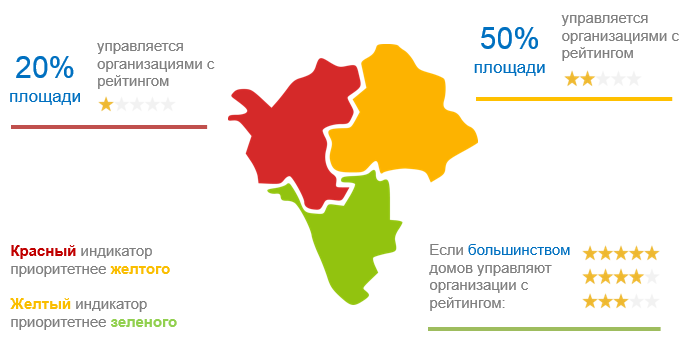 20%
площади
управляется
организациями с
рейтингом
50%
площади
управляется
организациями с
рейтингом
Красный индикатор
приоритетнее желтого
Желтый индикатор
приоритетнее зеленого
Если большинством
домов управляют
организации с
рейтингом: